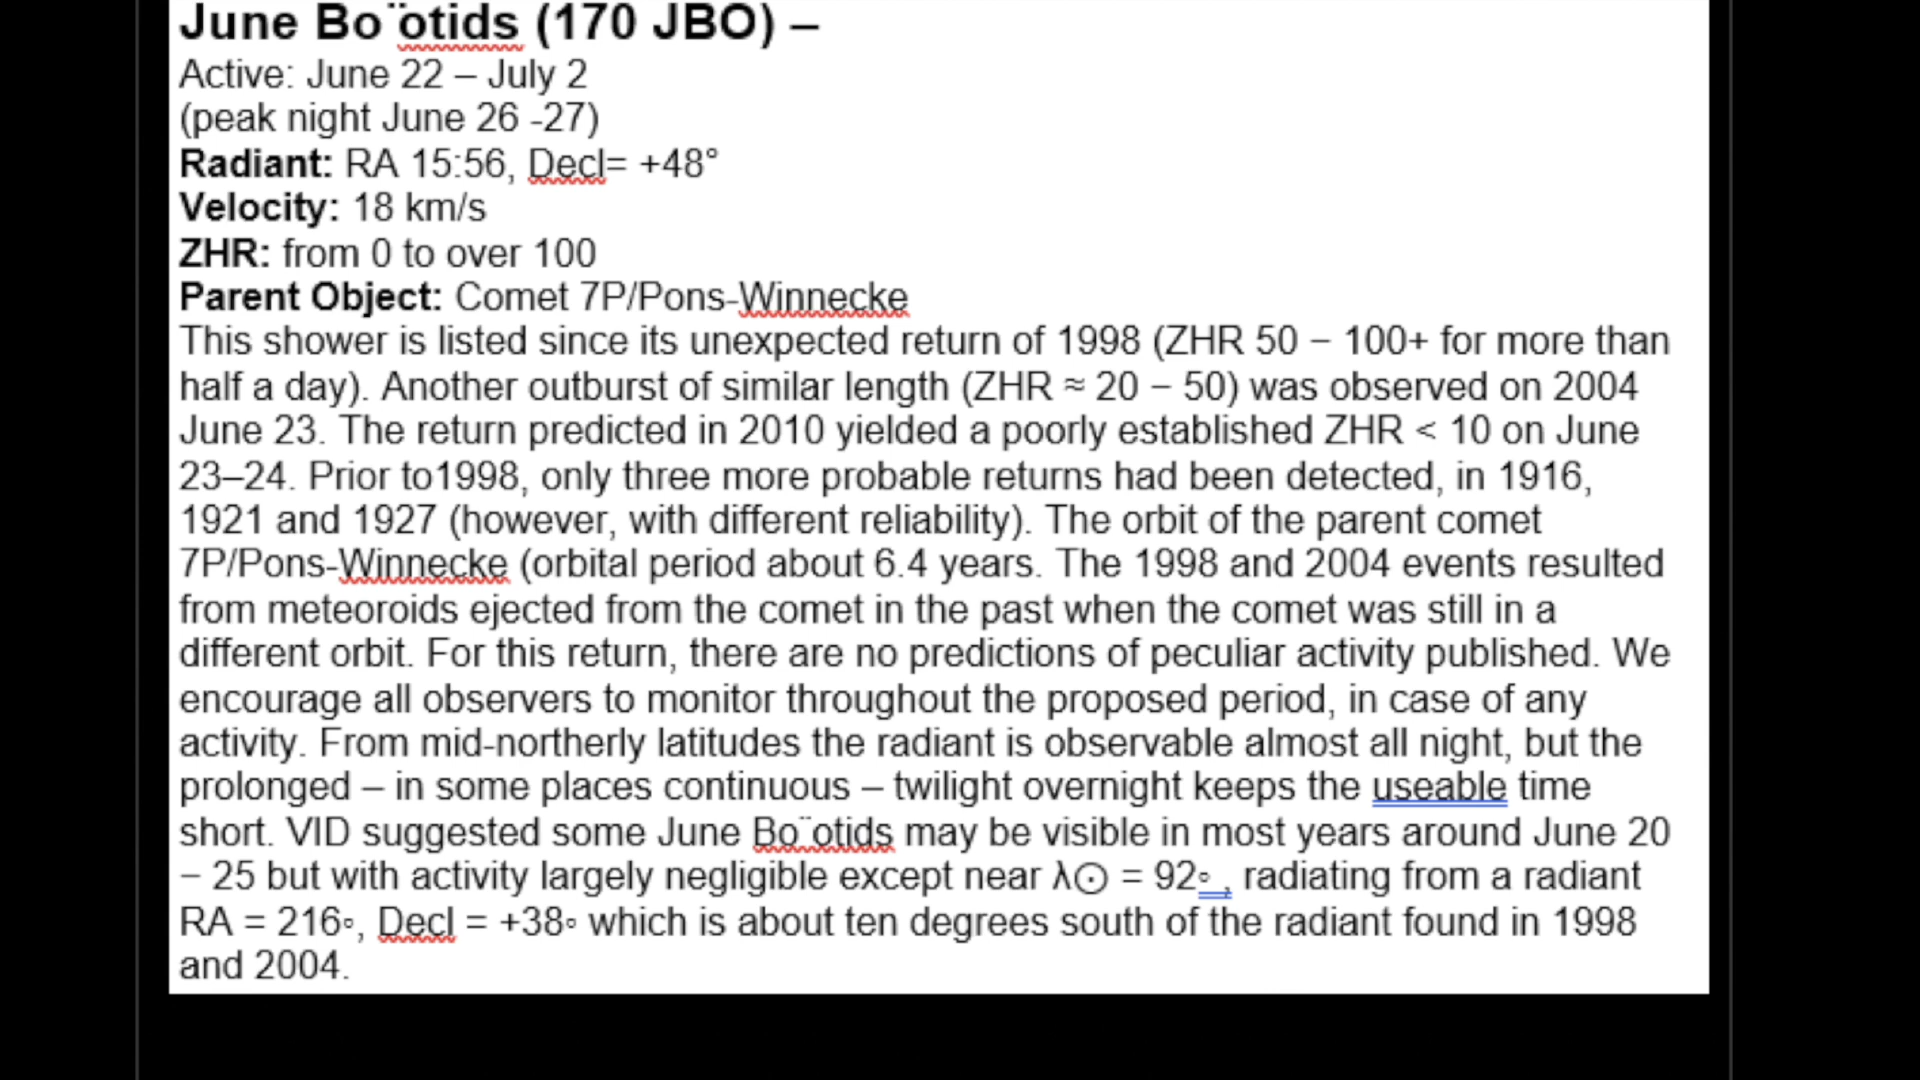 June Bo¨otids (170 JBO) –
Active: June 22 – July 2
(peak night June 26 -27)
Radiant: RA 15:56, Decl= +48°
Velocity: 18 km/s
ZHR: from 0 to over 100
Parent Object: Comet 7P/Pons-Winnecke
This shower is listed since its unexpected return of 1998 (ZHR 50 − 100+ for more than
half a day). Another outburst of similar length (ZHR ≈ 20 − 50) was observed on 2004
June 23. The return predicted in 2010 yielded a poorly established ZHR < 10 on June
23–24. Prior to1998, only three more probable returns had been detected, in 1916,
1921 and 1927 (however, with different reliability). The orbit of the parent comet
7P/Pons-Winnecke (orbital period about 6.4 years. The 1998 and 2004 events resulted
from meteoroids ejected from the comet in the past when the comet was still in a
different orbit. For this return, there are no predictions of peculiar activity published. We
encourage all observers to monitor throughout the proposed period, in case of any
activity. From mid-northerly latitudes the radiant is observable almost all night, but the
prolonged – in some places continuous – twilight overnight keeps the useable time
short. VID suggested some June Bo¨otids may be visible in most years around June 20
− 25 but with activity largely negligible except near λ⊙ = 92◦ , radiating from a radiant
RA = 216◦, Decl = +38◦ which is about ten degrees south of the radiant found in 1998
and 2004.